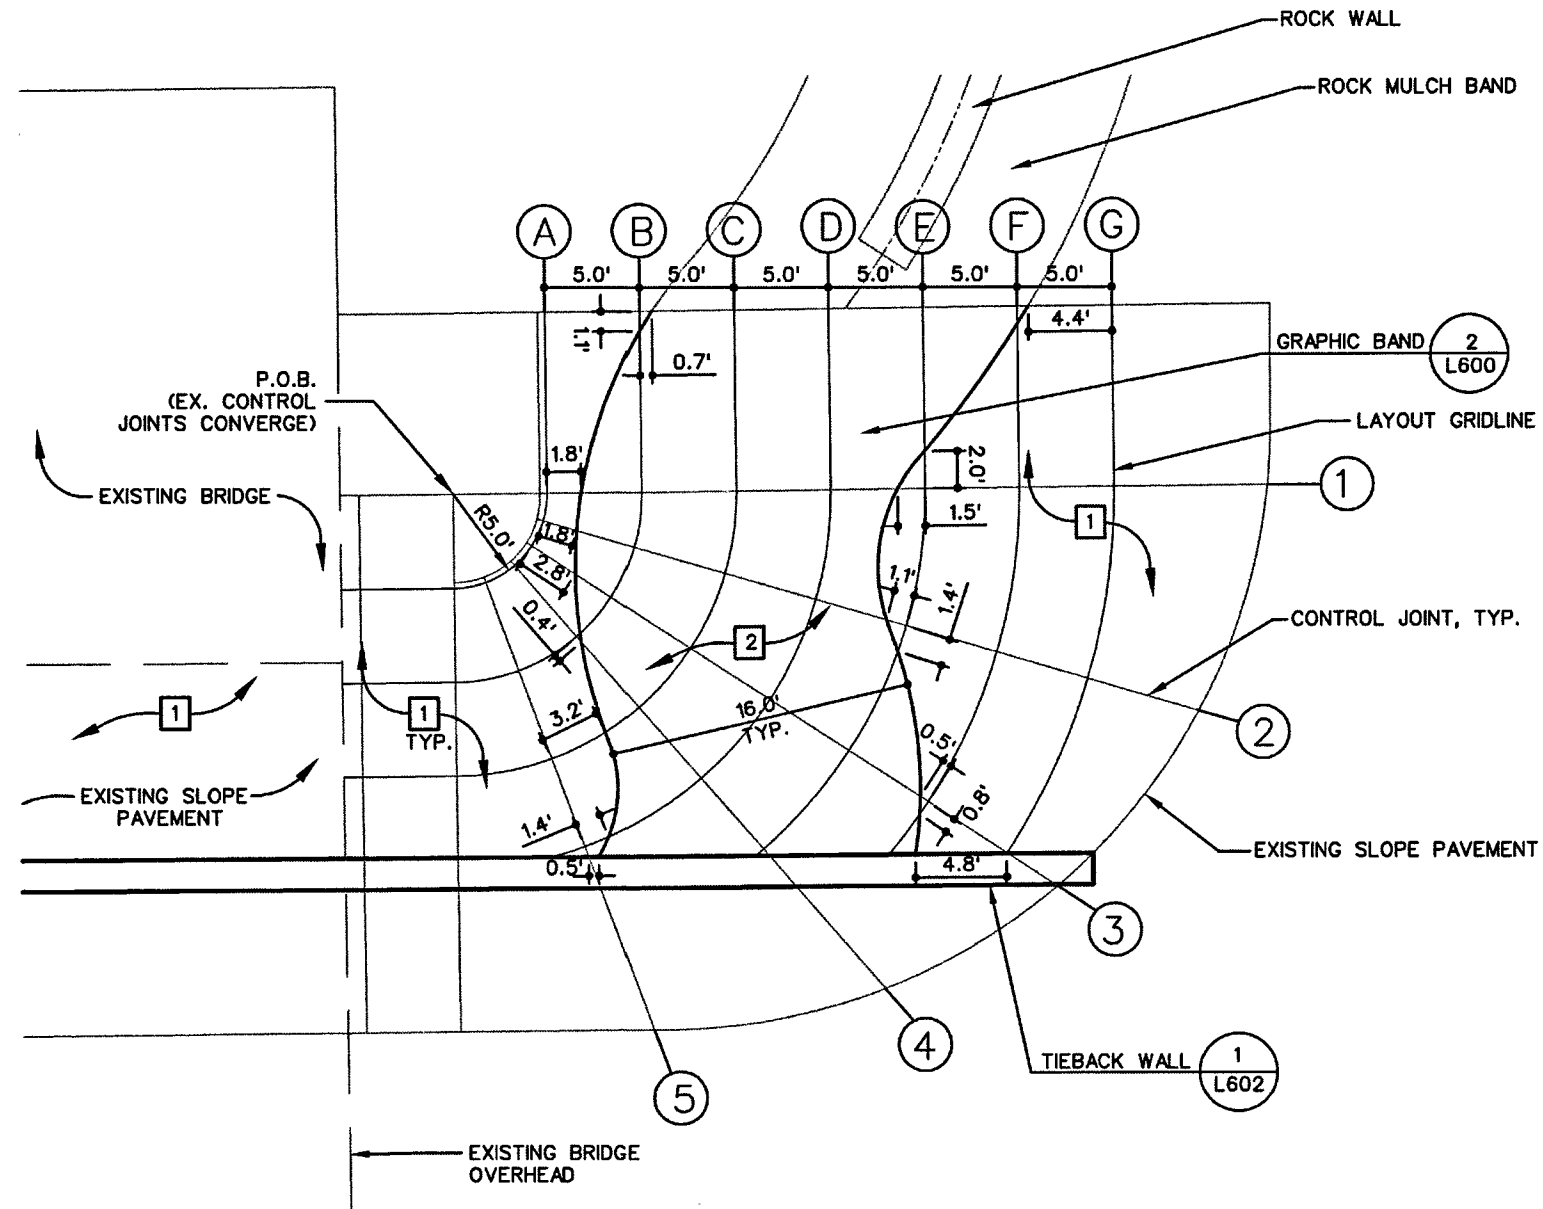 ROCK WALL
ROCK MULCH BAND
A B C D E F G
5.0' 5.0' 5.0' 5.0' 5.0' 5.0'
1.1'
4.4'
0.7'
GRAPHIC BAND
2
L600
P.O.B.
(EX. CONTROL
JOINTS CONVERGE)
LAYOUT GRIDLINE
1.8'
2.0'
1
EXISTING BRIDGE
R5.0'
1.5'
1
1.8'
2.8'
1.1'
1.4'
0.4'
CONTROL JOINT, TYP.
2
1
1
TYP.
3.2'
16.0'
TYP.
2
0.5'
EXISTING SLOPE
PAVEMENT
0.8'
1.4'
EXISTING SLOPE PAVEMENT
0.5'
4.8'
3
4
TIEBACK WALL
1
L602
5
EXISTING BRIDGE
OVERHEAD